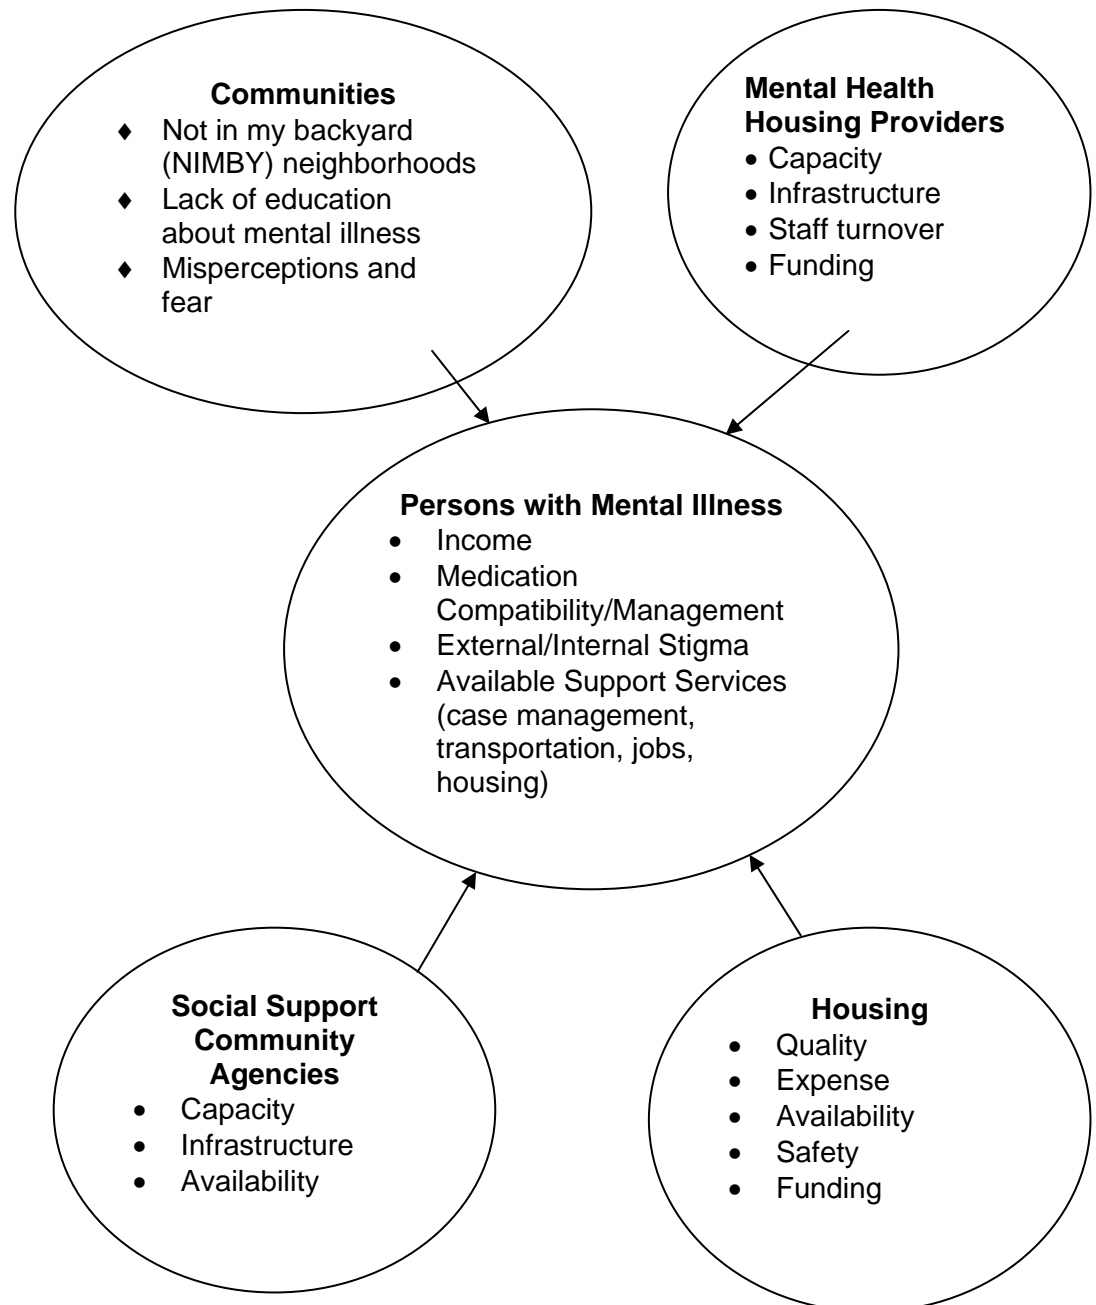 Communities
♦ Not in my backyard
(NIMBY) neighborhoods
♦ Lack of education
about mental illness
♦ Misperceptions and
fear
Mental Health
Housing Providers
• Capacity
• Infrastructure
• Staff turnover
• Funding
Persons with Mental Illness
• Income
• Medication
Compatibility/Management
• External/Internal Stigma
• Available Support Services
(case management,
transportation, jobs,
housing)
Social Support
Community
Agencies
• Capacity
• Infrastructure
• Availability
Housing
• Quality
• Expense
• Availability
• Safety
• Funding